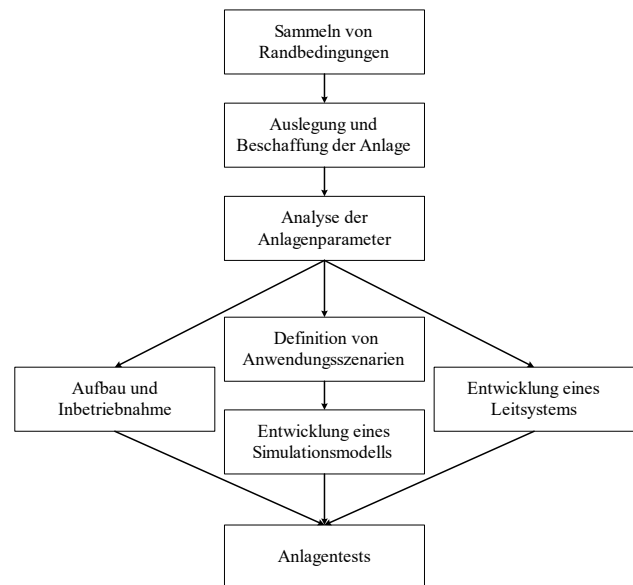 Sammeln von
Randbedingungen
Auslegung und
Beschaffung der Anlage
Analyse der
Anlagenparameter
Definition von
Anwendungsszenarien
Aufbau und
Inbetriebnahme
Entwicklung eines
Leitsystems
Entwicklung eines
Simulationsmodells
Anlagentests